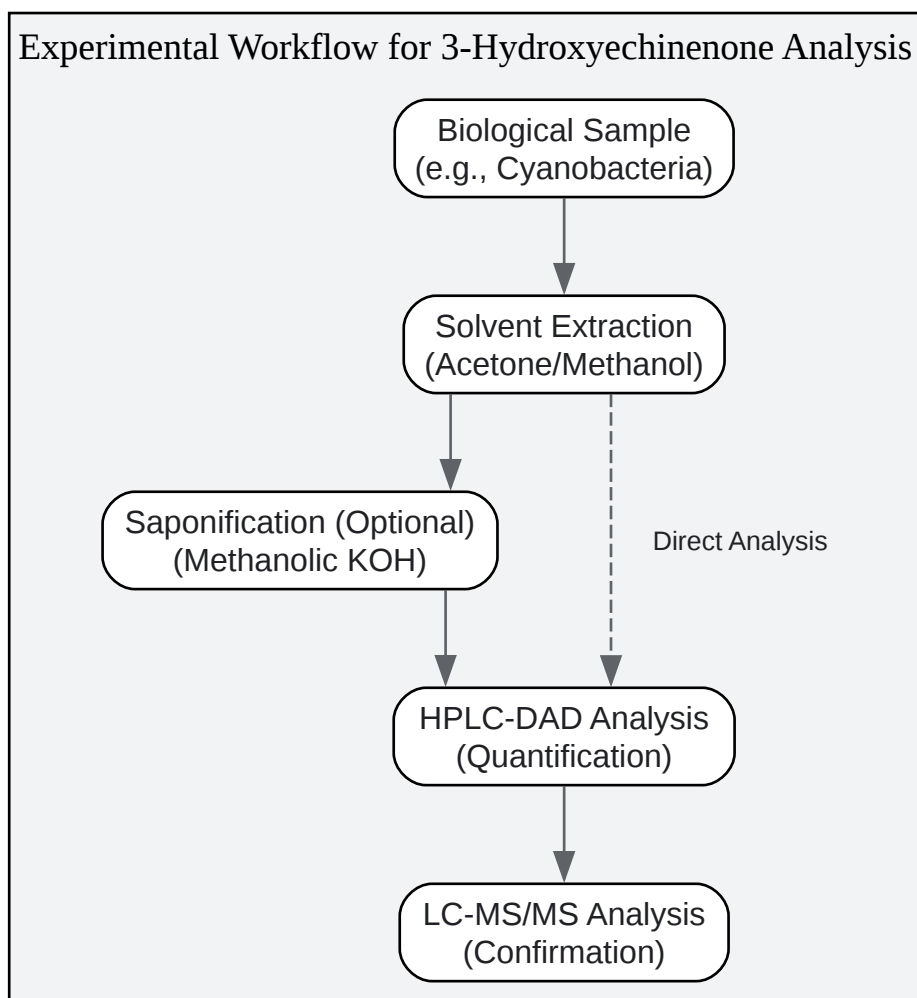 Experimental Workflow for 3-Hydroxyechinenone Analysis
Biological Sample
(e.g., Cyanobacteria)
Solvent Extraction
(Acetone/Methanol)
Saponification (Optional)
(Methanolic KOH)
Direct Analysis
HPLC-DAD Analysis
(Quantification)
LC-MS/MS Analysis
(Confirmation)